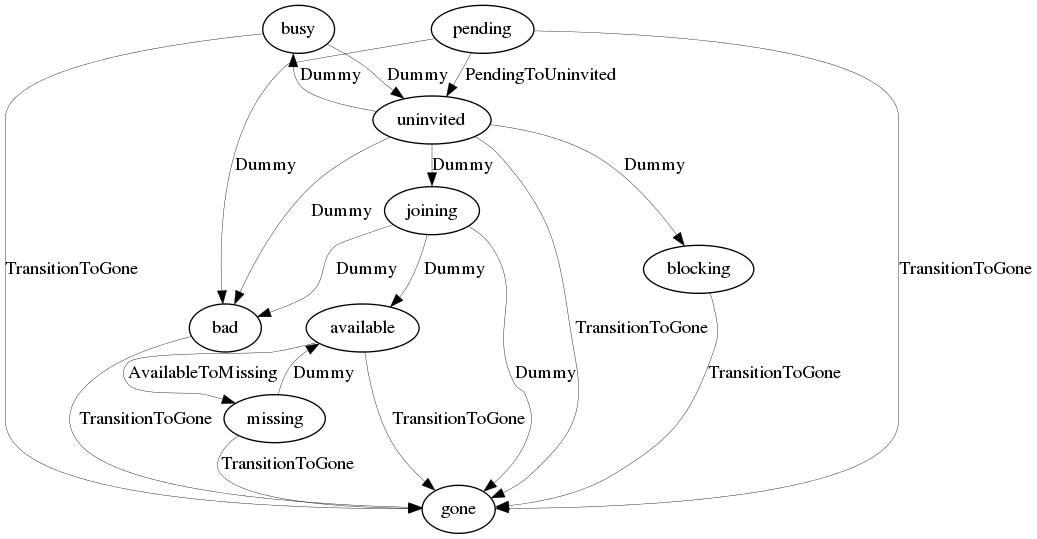 busy
pending
Dummy
Dummy
PendingToUninvited
uninvited
Dummy
Dummy
Dummy
Dummy
joining
TransitionToGone
Dummy
Dummy
blocking
TransitionToGone
bad
available
TransitionToGone
AvailableToMissing
Dummy
Dummy
TransitionToGone
TransitionToGone
missing
TransitionToGone
TransitionToGone
gone